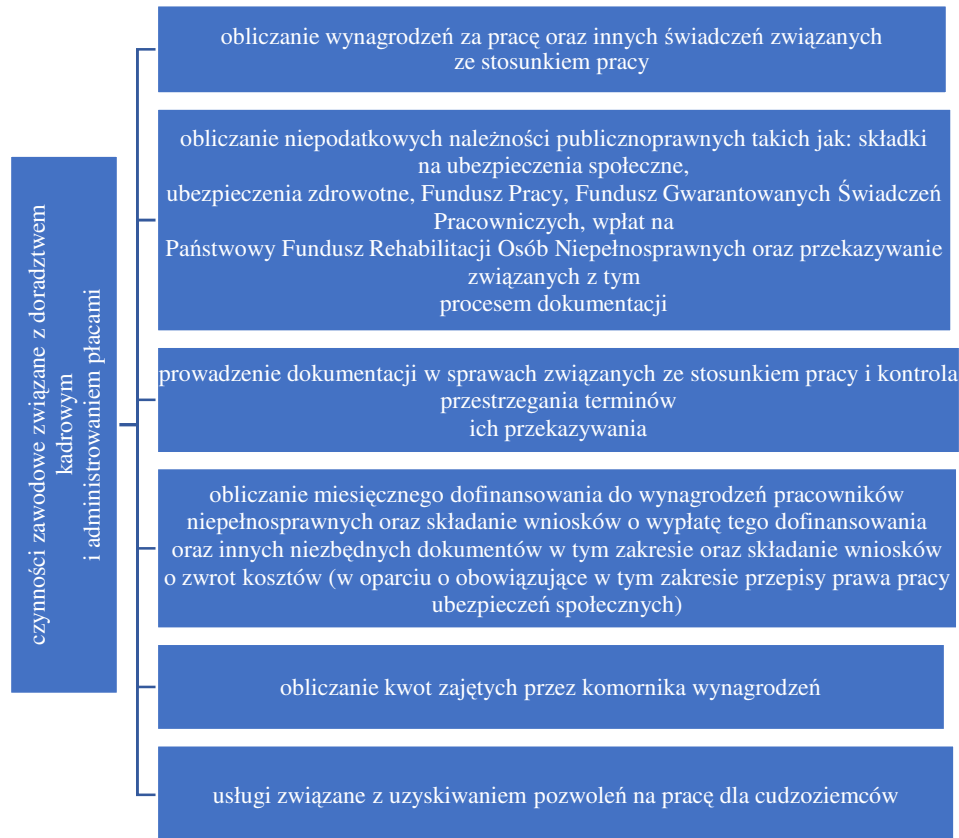 czynności zawodowe związane z doradztwem
kadrowym
i administrowaniem płacami
obliczanie wynagrodzeń za pracę oraz innych świadczeń związanych
ze stosunkiem pracy
obliczanie niepodatkowych należności publicznoprawnych takich jak: składki
na ubezpieczenia społeczne,
ubezpieczenia zdrowotne, Fundusz Pracy, Fundusz Gwarantowanych Świadczeń
Pracowniczych, wpłat na
Państwowy Fundusz Rehabilitacji Osób Niepełnosprawnych oraz przekazywanie
związanych z tym
procesem dokumentacji
prowadzenie dokumentacji w sprawach związanych ze stosunkiem pracy i kontrola
przestrzegania terminów
ich przekazywania
obliczanie miesięcznego dofinansowania do wynagrodzeń pracowników
niepełnosprawnych oraz składanie wniosków o wypłatę tego dofinansowania
oraz innych niezbędnych dokumentów w tym zakresie oraz składanie wniosków
o zwrot kosztów (w oparciu o obowiązujące w tym zakresie przepisy prawa pracy
ubezpieczeń społecznych)
obliczanie kwot zajętych przez komornika wynagrodzeń
usługi związane z uzyskiwaniem pozwoleń na pracę dla cudzoziemców